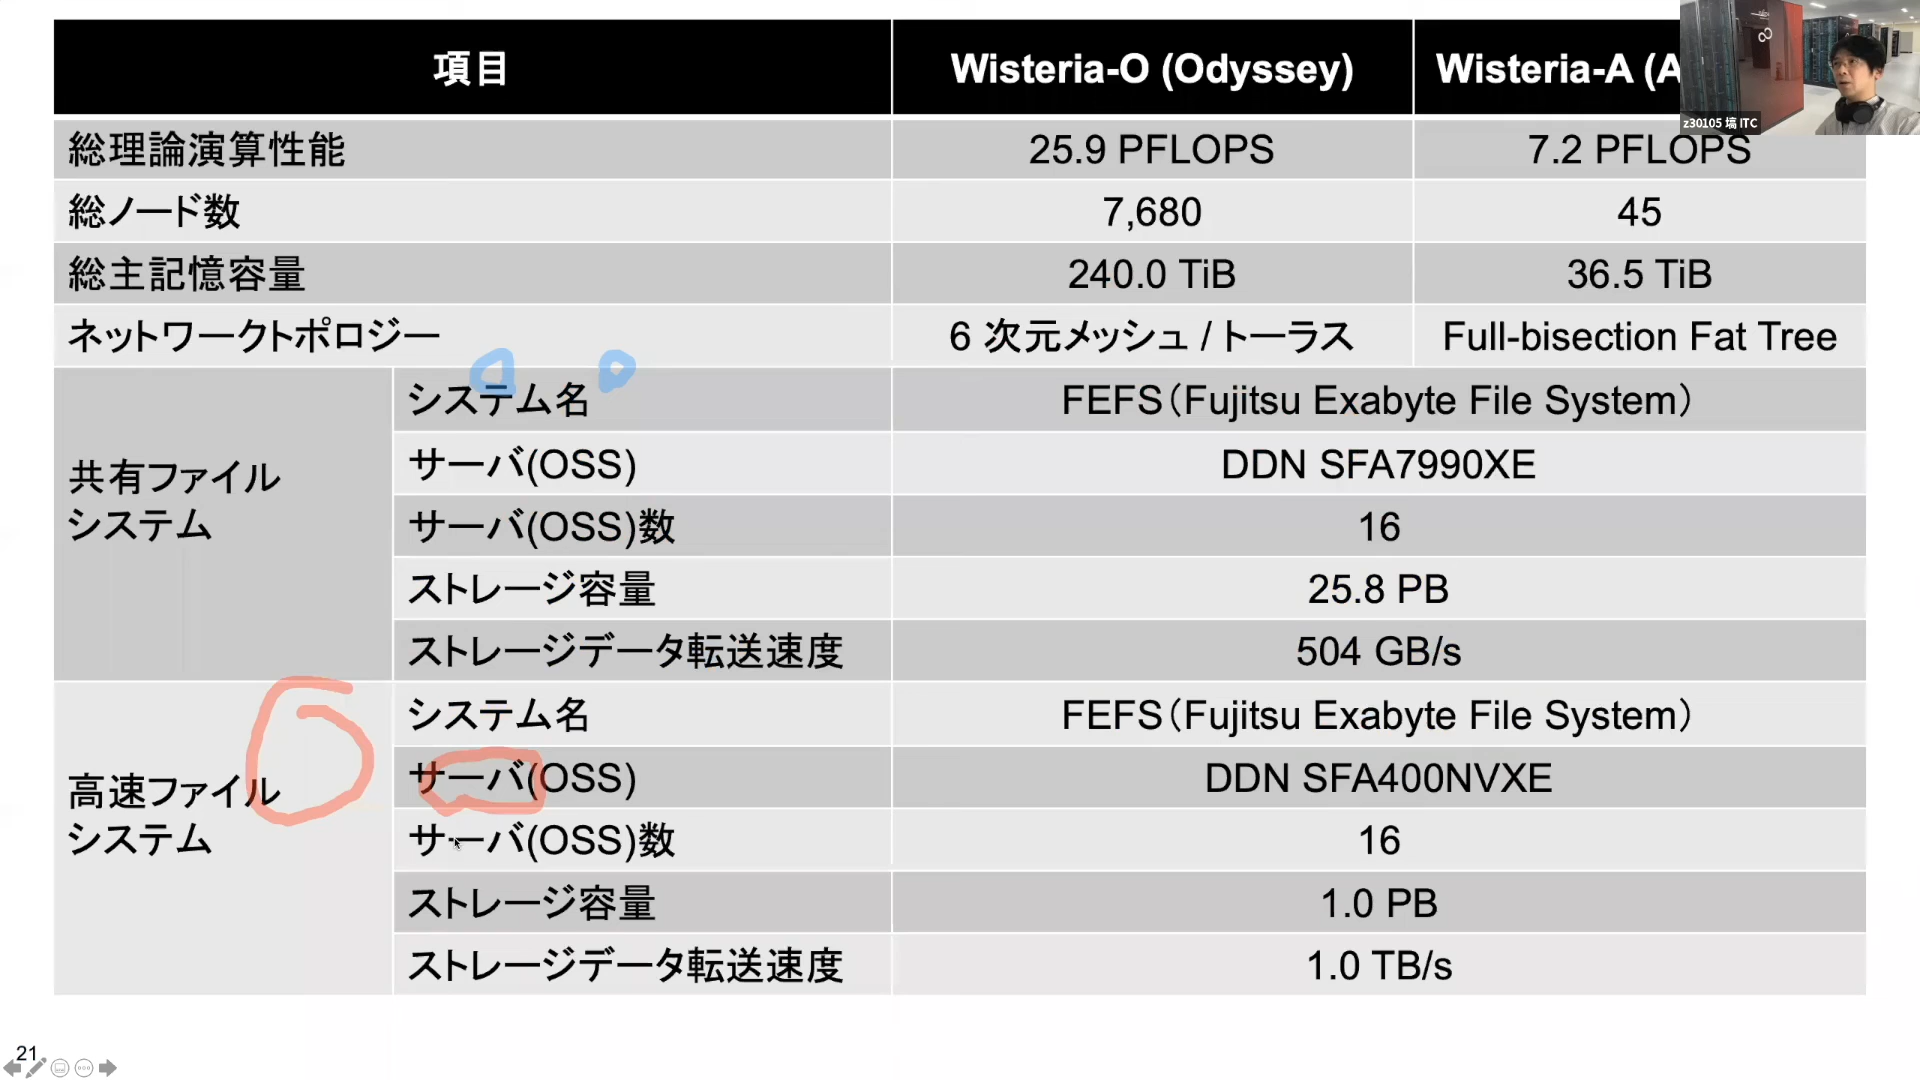 項目 Wisteria-O (Odyssey) Wisteria-A (A
z30105 塙 ITC
総理論演算性能 25.9 PFLOPS 7.2 PFLOPS
総ノード数 7,680 45
総主記憶容量 240.0 TiB 36.5 TiB
ネットワークトポロジー 6 次元メッシュ / トーラス Full-bisection Fat Tree
共有ファイル
システム
システム名 FEFS（Fujitsu Exabyte File System）
サーバ(OSS) DDN SFA7990XE
サーバ(OSS)数 16
ストレージ容量 25.8 PB
ストレージデータ転送速度 504 GB/s
高速ファイル
システム
システム名 FEFS（Fujitsu Exabyte File System）
サーバ(OSS) DDN SFA400NVXE
サーバ(OSS)数 16
ストレージ容量 1.0 PB
ストレージデータ転送速度 1.0 TB/s
21